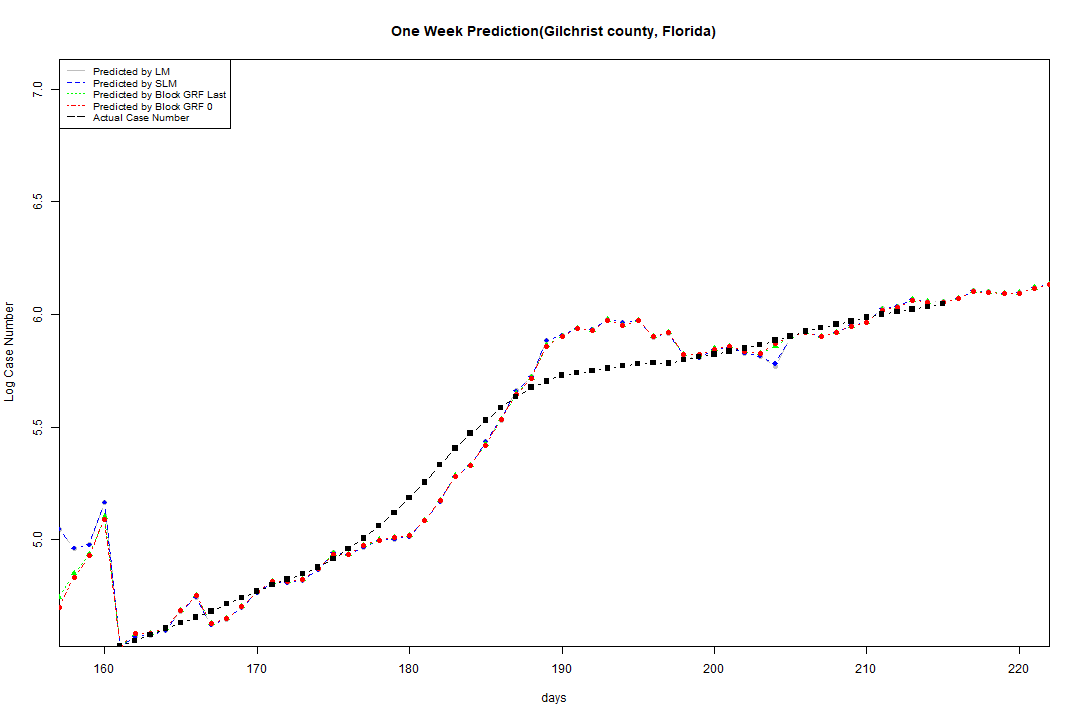 One Week Prediction(Gilchrist county, Florida)
Predicted by LM
Predicted by SLM
Predicted by Block GRF Last
Predicted by Block GRF 0
Actual Case Number
7.0
6.5
6.0
5.5
5.0
Log Case Number
160 170 180 190 200 210 220
days